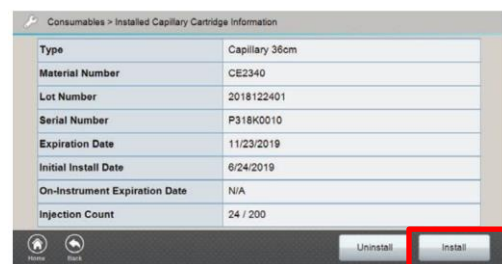 Consumables > Installed Capillary Cartridge Information
Type Capillary 36cm
Material Number CE2340
Lot Number 2018122401
Serial Number P318K0010
Expiration Date 11/23/2019
Initial Install Date 6/24/2019
On-Instrument Expiration Date N/A
Injection Count 24 / 200
Home Back Uninstall Install